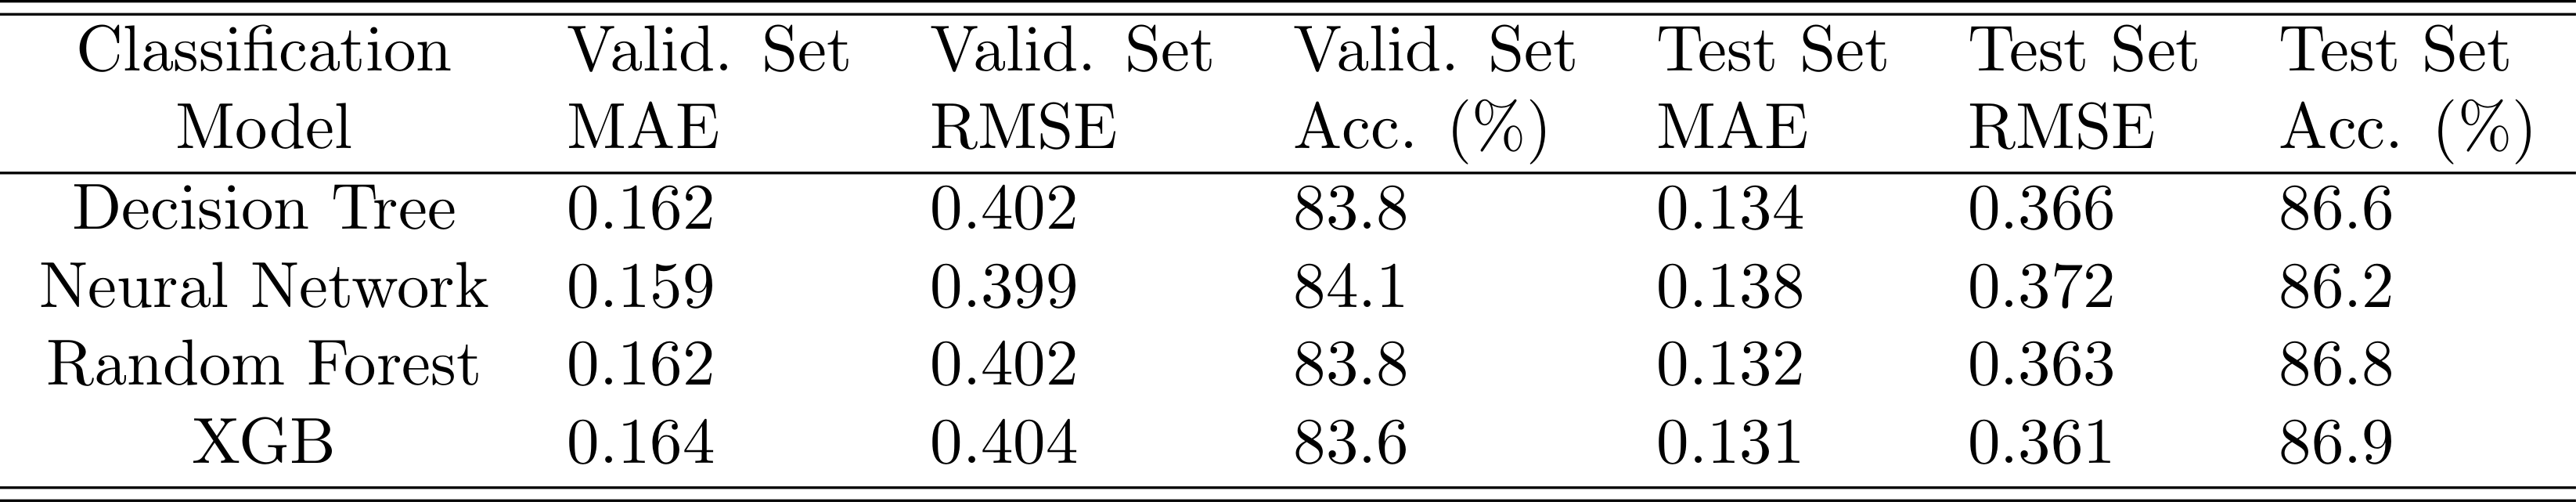 Classification Valid. Set Valid. Set Valid. Set Test Set Test Set Test Set
Model MAE RMSE Acc. (%) MAE RMSE Acc. (%)
Decision Tree 0.162 0.402 83.8 0.134 0.366 86.6
Neural Network 0.159 0.399 84.1 0.138 0.372 86.2
Random Forest 0.162 0.402 83.8 0.132 0.363 86.8
XGB 0.164 0.404 83.6 0.131 0.361 86.9